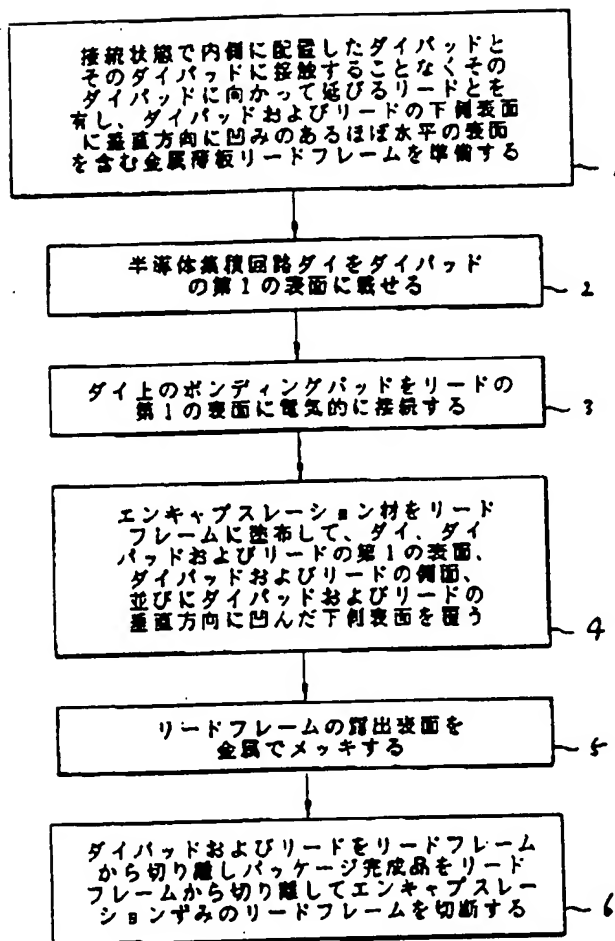 接続状態で内側に配置したダイパッドと
そのダイパッドに接触することなくその
ダイパッドに向かって延びるリードとを
有し、ダイパッドおよびリードの下側表面
に垂直方向に凹みのあるほぼ水平の表面
を含む金属薄板リードフレームを準備する
半導体集積回路ダイをダイパッド
の第1の表面に載せる
2
ダイ上のボンディングパッドをリードの
第1の表面に電気的に接続する
3
エンキャプスレーション材をリード
フレームに塗布して、ダイ、ダイ
パッドおよびリードの第1の表面、
ダイパッドおよびリードの側面、
並びにダイパッドおよびリードの
垂直方向に凹んだ下側表面を覆う
4
リードフレームの露出表面を
金属でメッキする
5
ダイパッドおよびリードをリードフレーム
から切り離しパッケージ完成品をリード
フレームから切り離してエンキャプスレー
ションずみのリードフレームを切断する
6